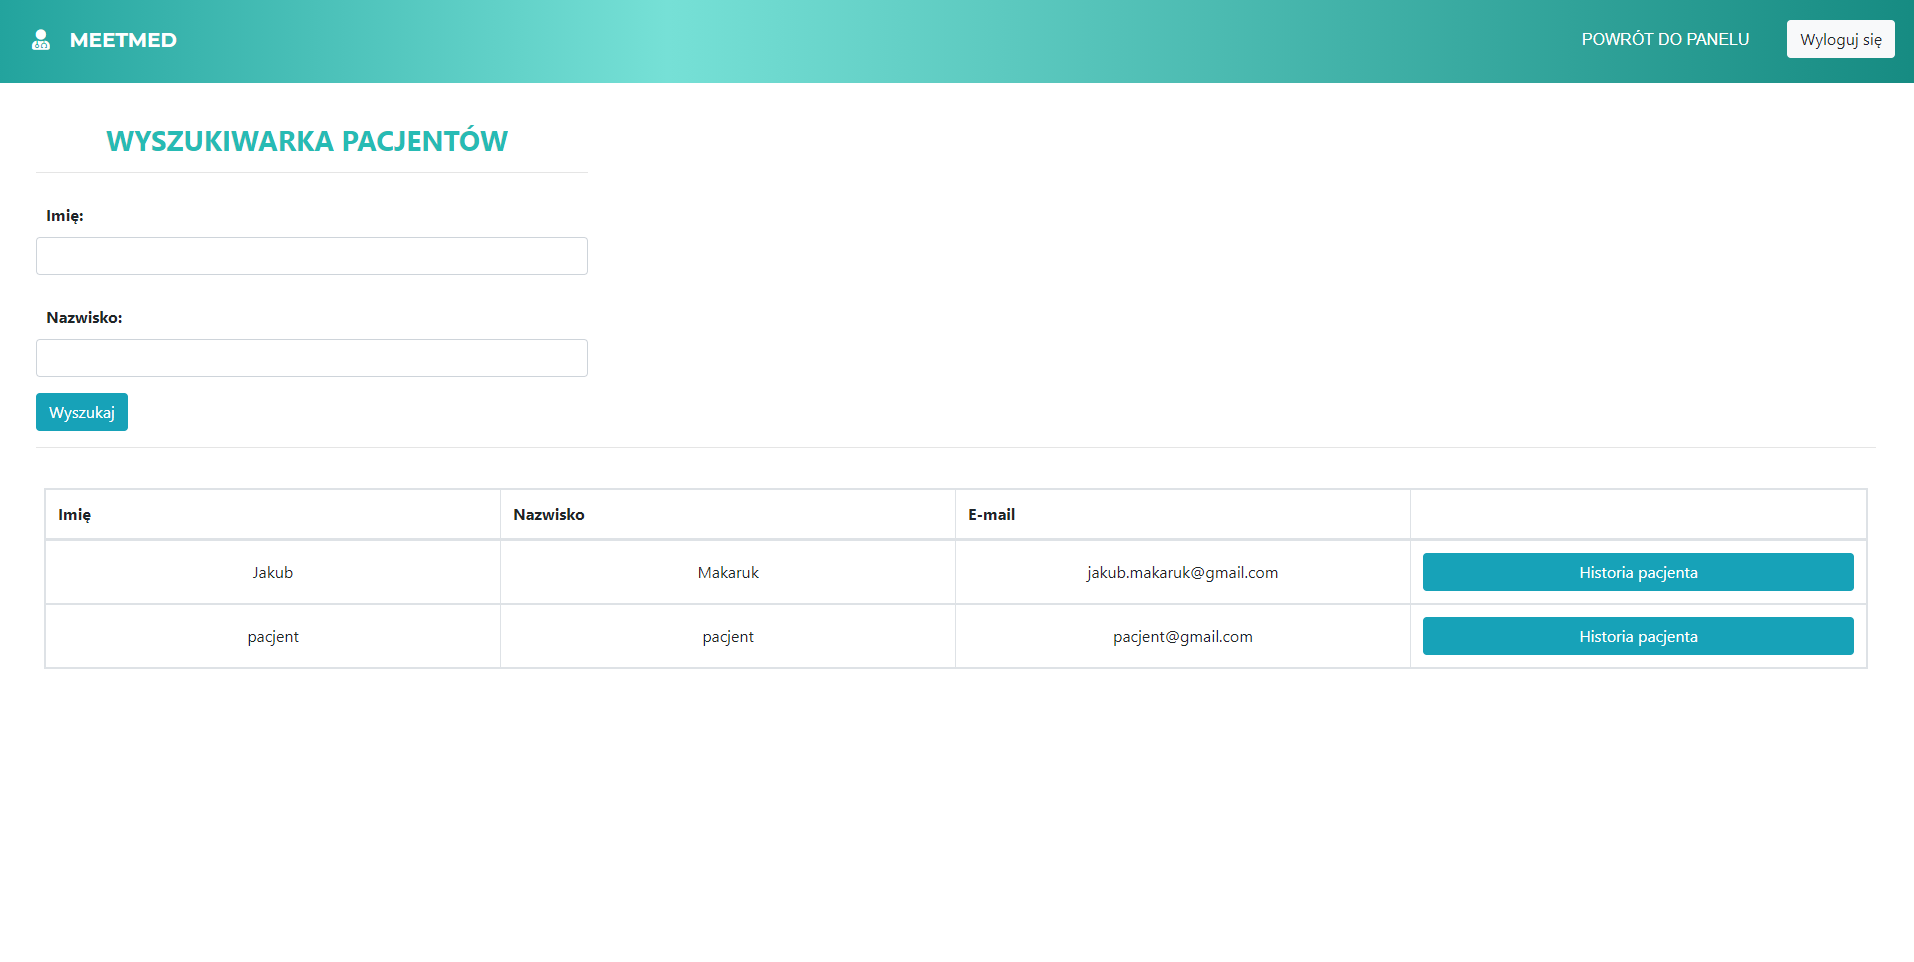 MEETMED
POWRÓT DO PANELU
Wyloguj się
WYSZUKIWARKA PACJENTÓW
Imię:
Nazwisko:
Wyszukaj
Imię Nazwisko E-mail
Jakub Makaruk jakub.makaruk@gmail.com Historia pacjenta
pacjent pacjent pacjent@gmail.com Historia pacjenta